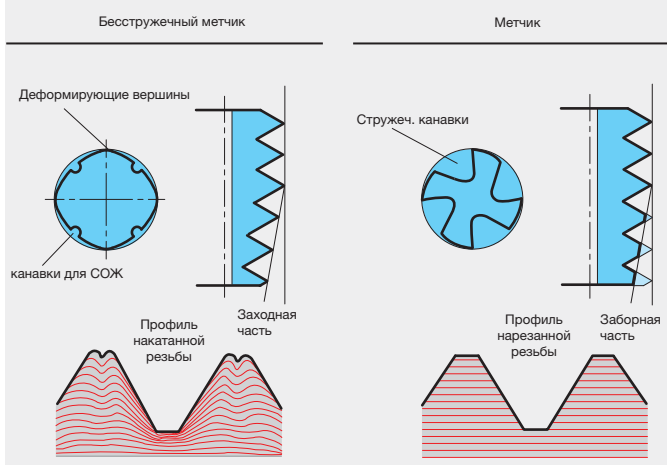 Бесстружечный метчик
Деформирующие вершины
канавки для СОЖ
Заходная
часть
Профиль
накатанной
резьбы
Метчик
Стружеч. канавки
Профиль
нарезанной
резьбы
Заборная
часть